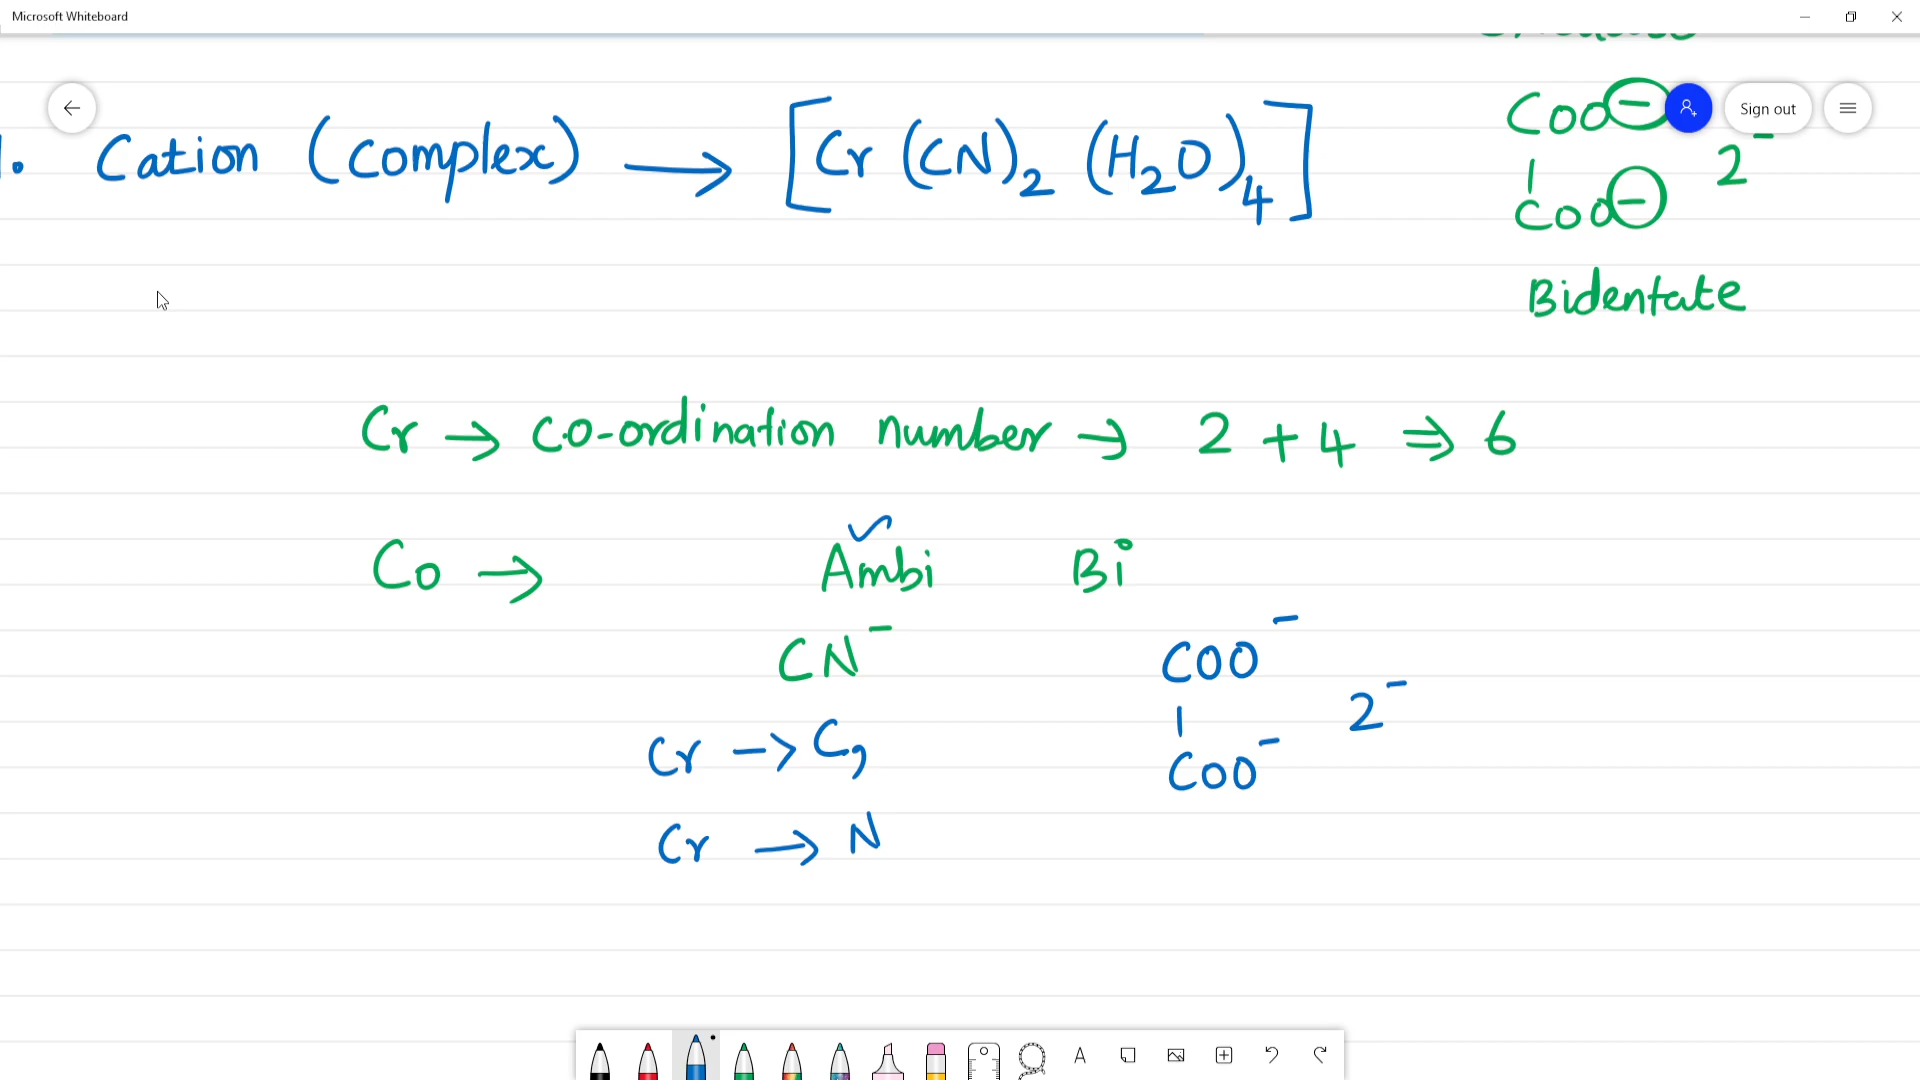 Microsoft Whiteboard
Sign out
1. Cation (complex) → [Cr (CN)₂ (H₂O)₄]
COO⊖
|
COO⊖ 2⁻
Bidentate
Cr → co-ordination number → 2 + 4 ⇒ 6
Co → Ambi Bi
CN⁻
COO⁻
|
COO⁻ 2⁻
Cr → C,
Cr → N
A